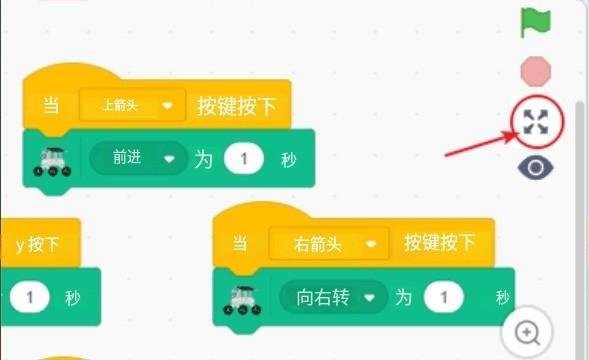 当 上箭头 按键按下
前进 为 1 秒
y 按下
1 秒
当 右箭头 按键按下
向右转 为 1 秒